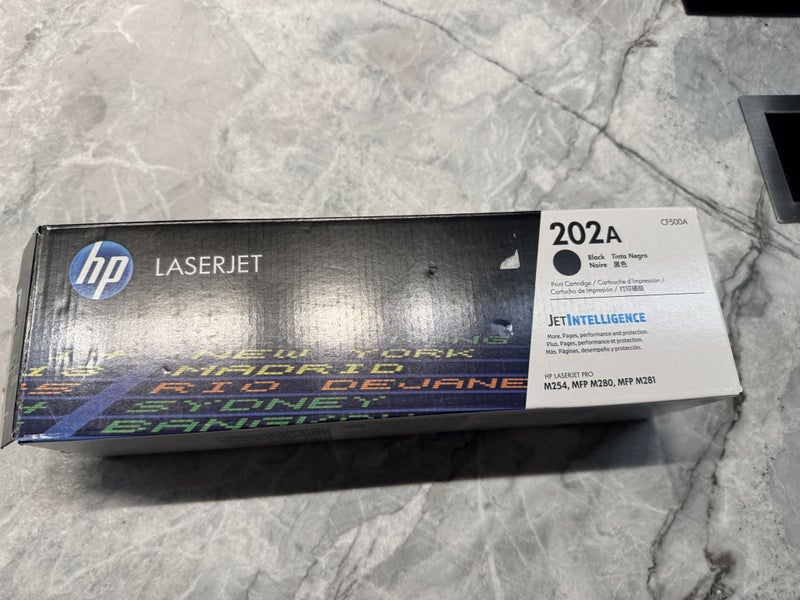 hp
LASERJET
NEW YORK
MADRID
RIO DEJANE
SYDNEY
202A
CF500A
Black Tinta Negra
Noire 黑色
Print Cartridge / Cartouche d'impression /
Cartucho de Impresión / 打印硒鼓
JETINTELLIGENCE
More. Pages, performance and protection.
Plus. Pages, performance et protection.
Más. Páginas, desempeño y protección.
HP LASERJET PRO
M254, MFP M280, MFP M281